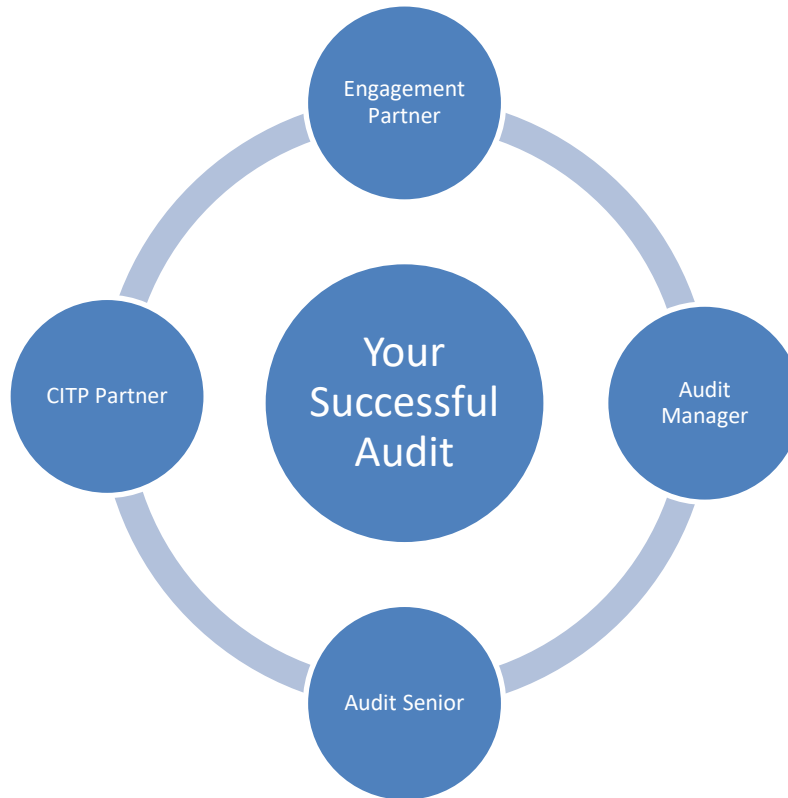 Engagement
Partner
CITP Partner
Your
Successful
Audit
Audit
Manager
Audit Senior